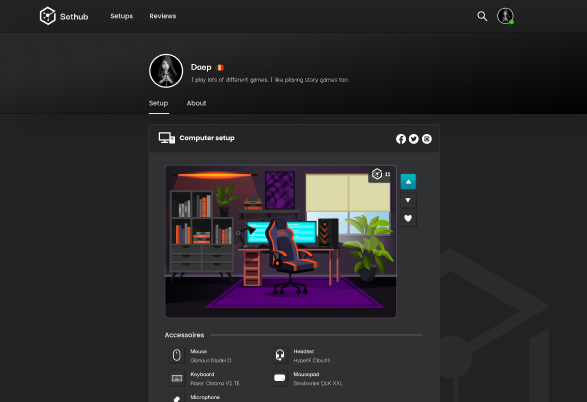 Sethub
Setups
Reviews
Daep
I play lots of different games. I like playing story games too.
Setup
About
Computer setup
11
Accessoires
Mouse
Glorious Model O
Headset
HyperX Cloud II
Keyboard
Razer Chroma V2 TE
Mousepad
Steelseries QcK XXL
Microphone